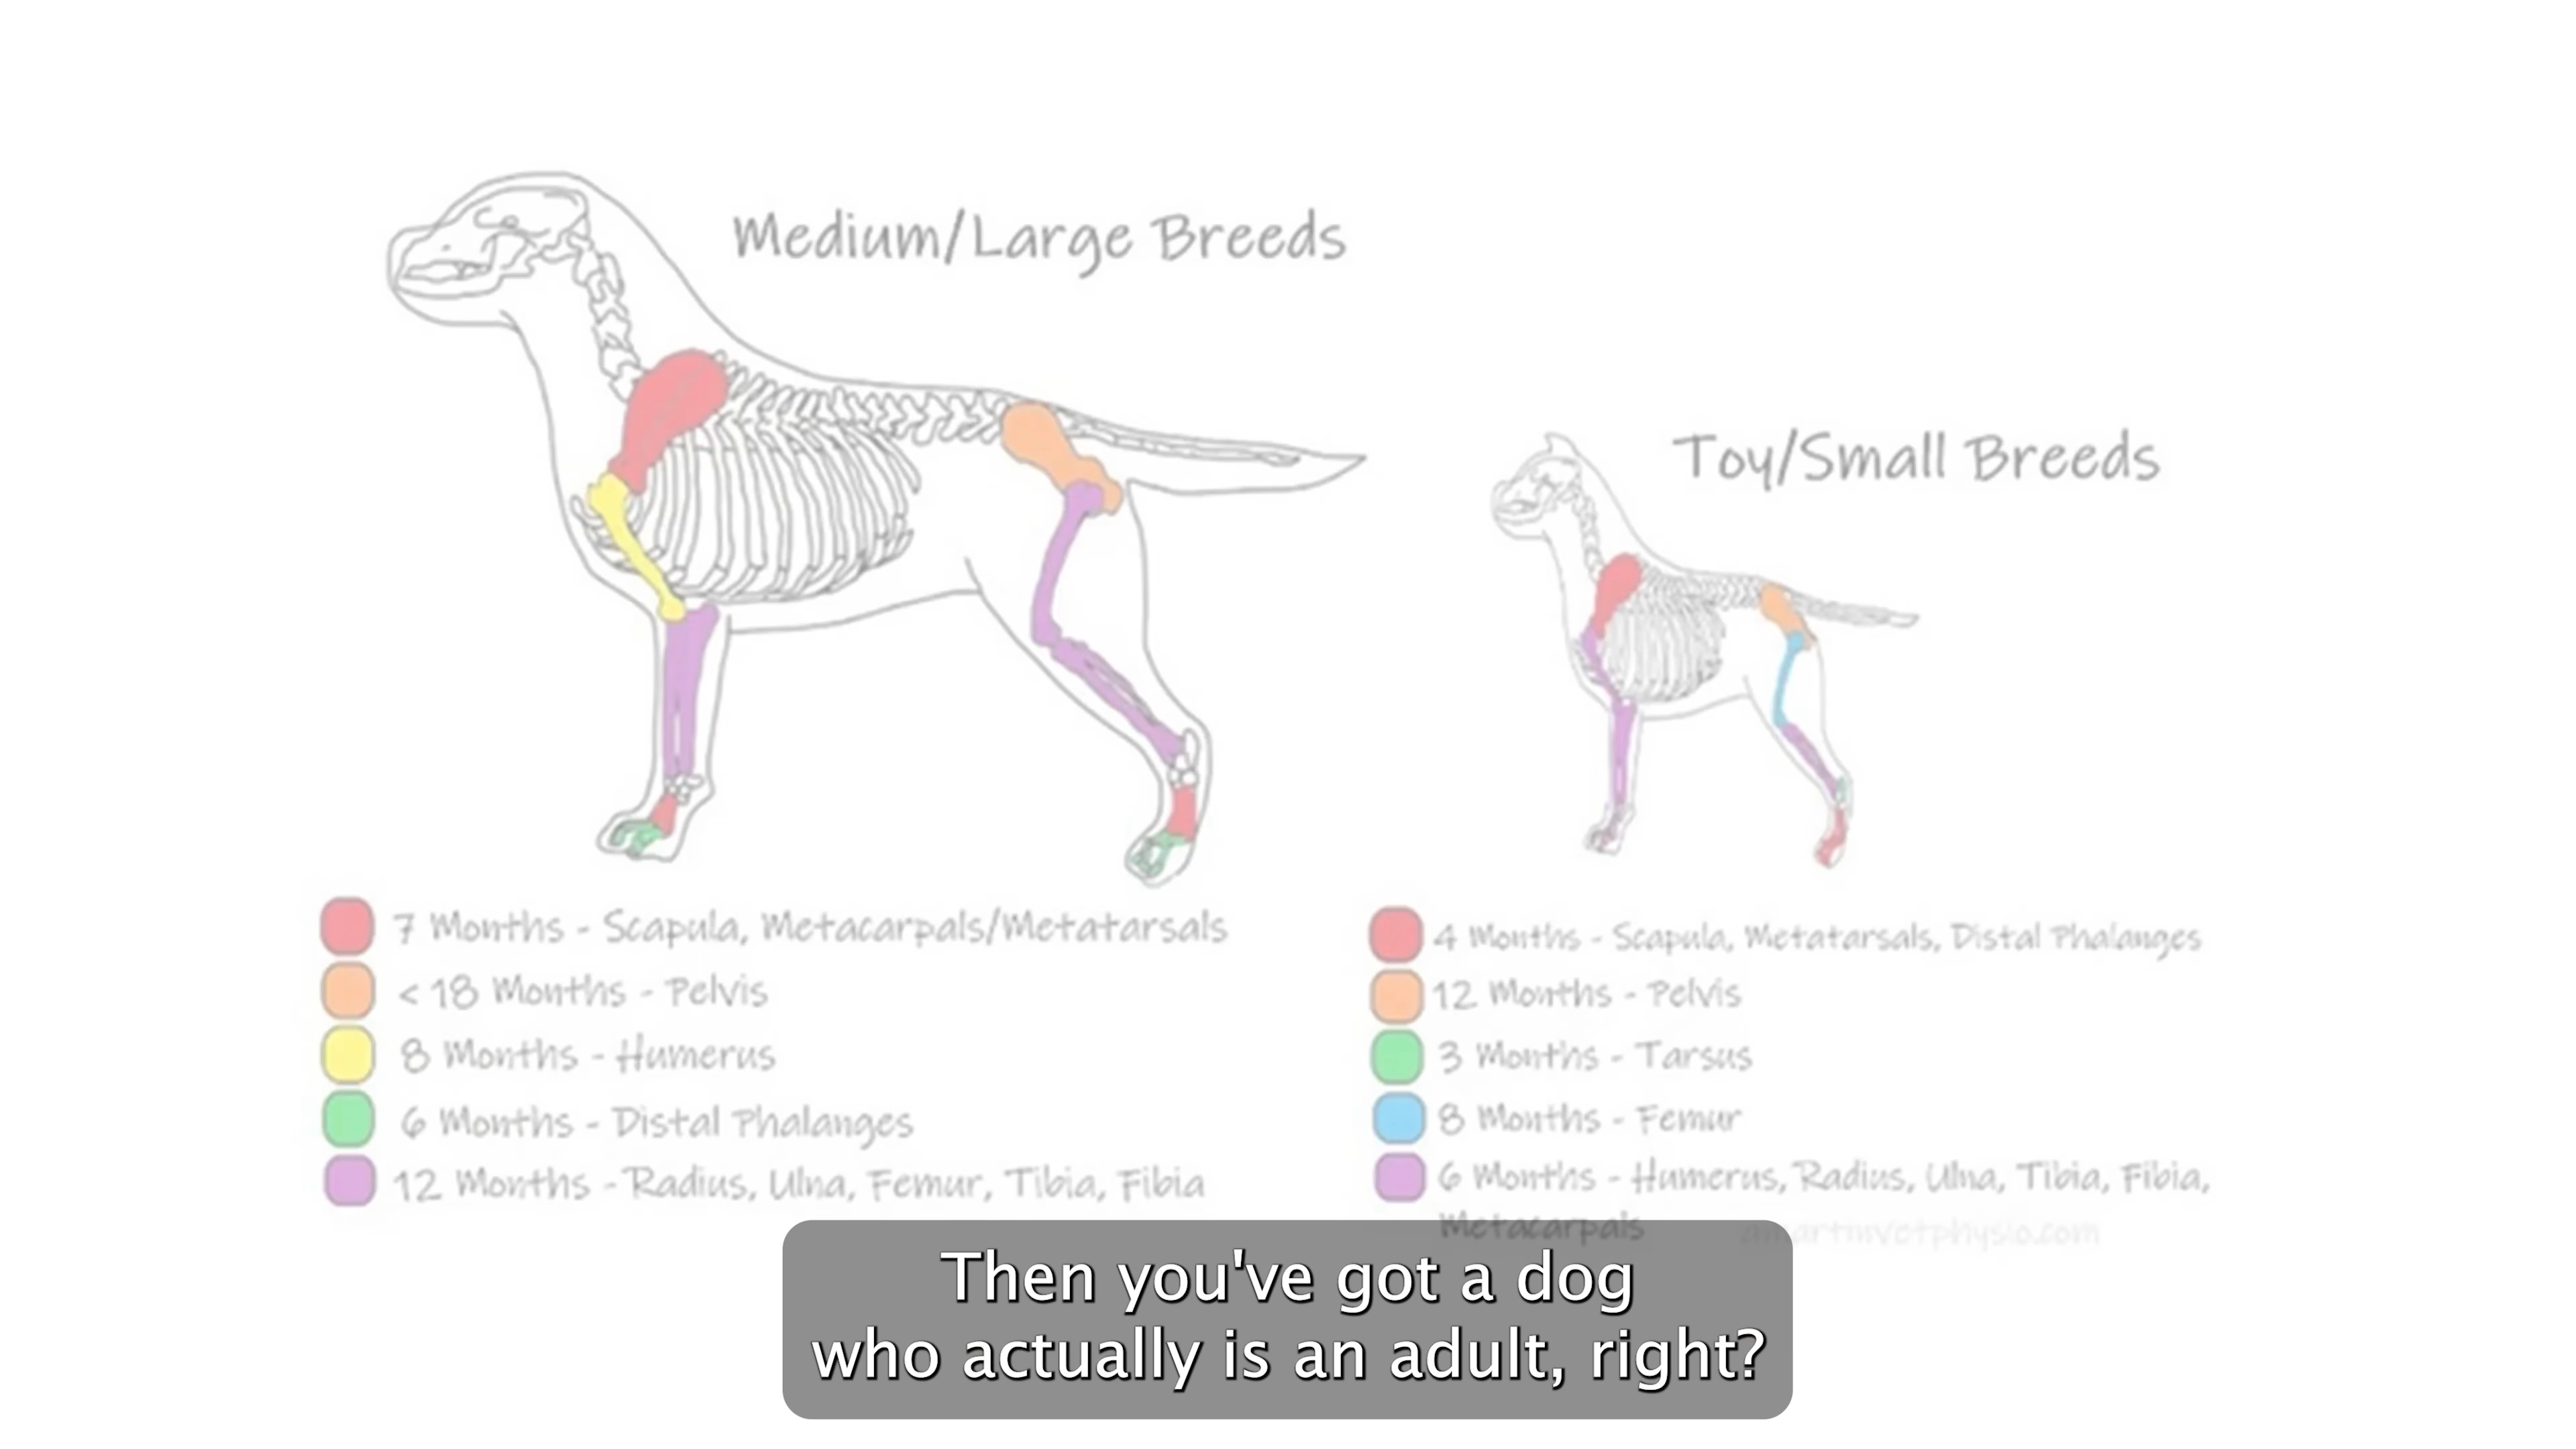 Medium/Large Breeds
Toy/Small Breeds
7 Months - Scapula, Metacarpals/Metatarsals
< 18 Months - Pelvis
8 Months - Humerus
6 Months - Distal Phalanges
12 Months - Radius, Ulna, Femur, Tibia, Fibia
4 Months - Scapula, Metatarsals, Distal Phalanges
12 Months - Pelvis
3 Months - Tarsus
8 Months - Femur
6 Months - Humerus, Radius, Ulna, Tibia, Fibia,
Metacarpals
Then you've got a dog
who actually is an adult, right?